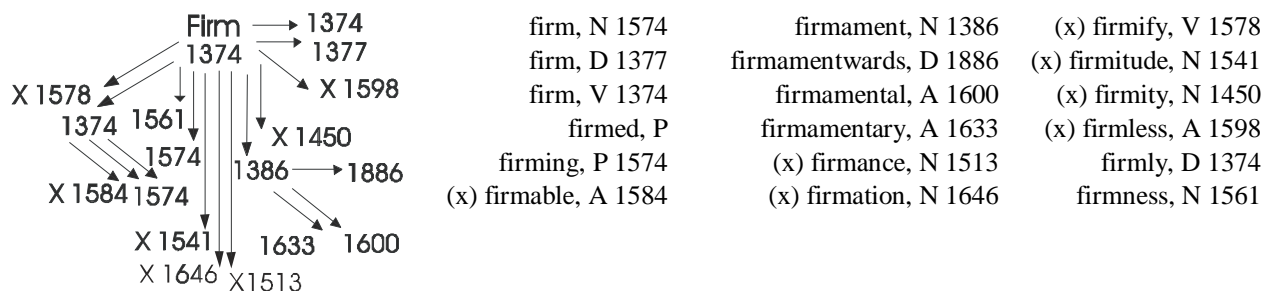 Firm
1374
1374
1377
X 1598
X 1578
1374
1561
X 1450
1574
1386
1886
X 1584
1574
X 1541
1633
1600
X 1646
X1513
firm, N 1574
firm, D 1377
firm, V 1374
firmed, P
firming, P 1574
(x) firmable, A 1584
firmament, N 1386
firmamentwards, D 1886
firmamental, A 1600
firmamentary, A 1633
(x) firmance, N 1513
(x) firmation, N 1646
(x) firmify, V 1578
(x) firmitude, N 1541
(x) firmity, N 1450
(x) firmless, A 1598
firmly, D 1374
firmness, N 1561